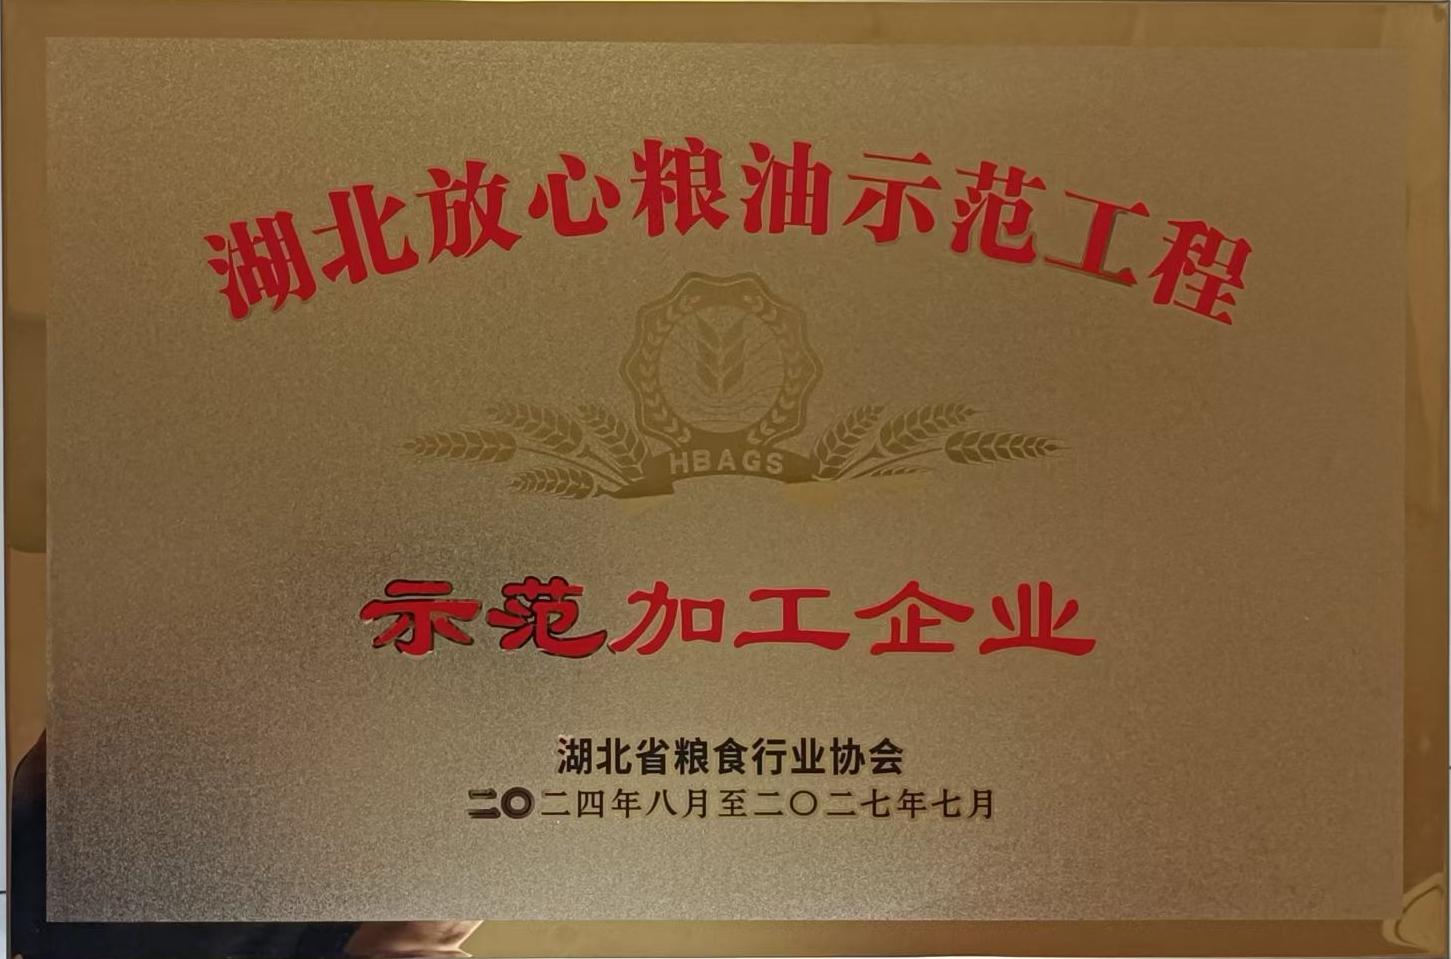 湖北放心粮油示范工程
HBAGS
示范加工企业
湖北省粮食行业协会
二〇二四年八月至二〇二七年七月